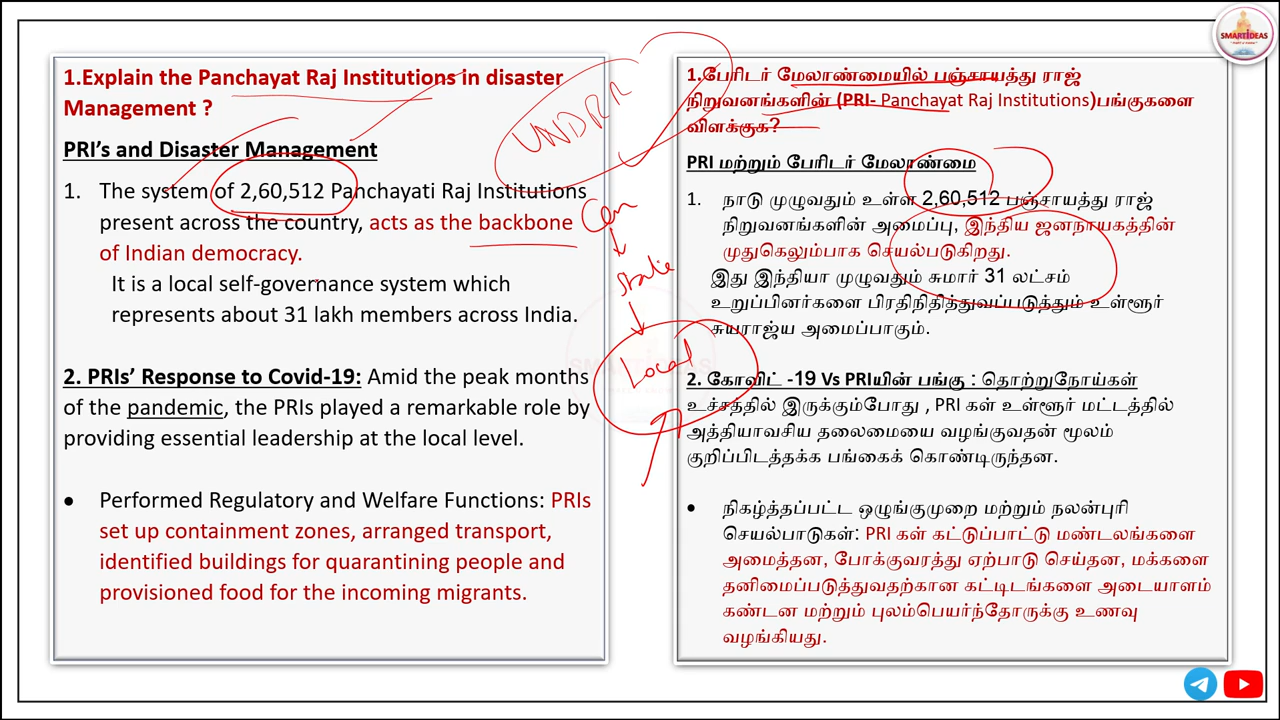 SMARTIDEAS
1.Explain the Panchayat Raj Institutions in disaster
Management ?
PRI's and Disaster Management
1. The system of 2,60,512 Panchayati Raj Institutions
present across the country, acts as the backbone
of Indian democracy.
It is a local self-governance system which
represents about 31 lakh members across India.
2. PRIs' Response to Covid-19: Amid the peak months
of the pandemic, the PRIs played a remarkable role by
providing essential leadership at the local level.
• Performed Regulatory and Welfare Functions: PRIs
set up containment zones, arranged transport,
identified buildings for quarantining people and
provisioned food for the incoming migrants.
UNDRR
Cen
State
Local
1.பேரிடர் மேலாண்மையில் பஞ்சாயத்து ராஜ்
நிறுவனங்களின் (PRI- Panchayat Raj Institutions)பங்குகளை
விளக்குக?
PRI மற்றும் பேரிடர் மேலாண்மை
1. நாடு முழுவதும் உள்ள 2,60,512 பஞ்சாயத்து ராஜ்
நிறுவனங்களின் அமைப்பு, இந்திய ஜனநாயகத்தின்
முதுகெலும்பாக செயல்படுகிறது.
இது இந்தியா முழுவதும் சுமார் 31 லட்சம்
உறுப்பினர்களை பிரதிநிதித்துவப்படுத்தும் உள்ளூர்
சுயராஜ்ய அமைப்பாகும்.
2. கோவிட் -19 Vs PRIயின் பங்கு : தொற்றுநோய்கள்
உச்சத்தில் இருக்கும்போது , PRI கள் உள்ளூர் மட்டத்தில்
அத்தியாவசிய தலைமையை வழங்குவதன் மூலம்
குறிப்பிடத்தக்க பங்கைக் கொண்டிருந்தன.
• நிகழ்த்தப்பட்ட ஒழுங்குமுறை மற்றும் நலன்புரி
செயல்பாடுகள்: PRI கள் கட்டுப்பாட்டு மண்டலங்களை
அமைத்தன, போக்குவரத்து ஏற்பாடு செய்தன, மக்களை
தனிமைப்படுத்துவதற்கான கட்டிடங்களை அடையாளம்
கண்டன மற்றும் புலம்பெயர்ந்தோருக்கு உணவு
வழங்கியது.